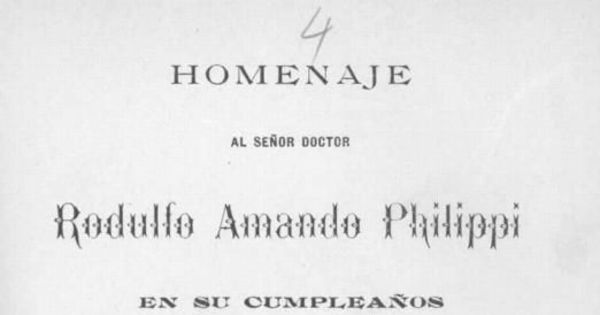 4
HOMENAJE
AL SEÑOR DOCTOR
Rodulfo Amando Philippi
EN SU CUMPLEAÑOS